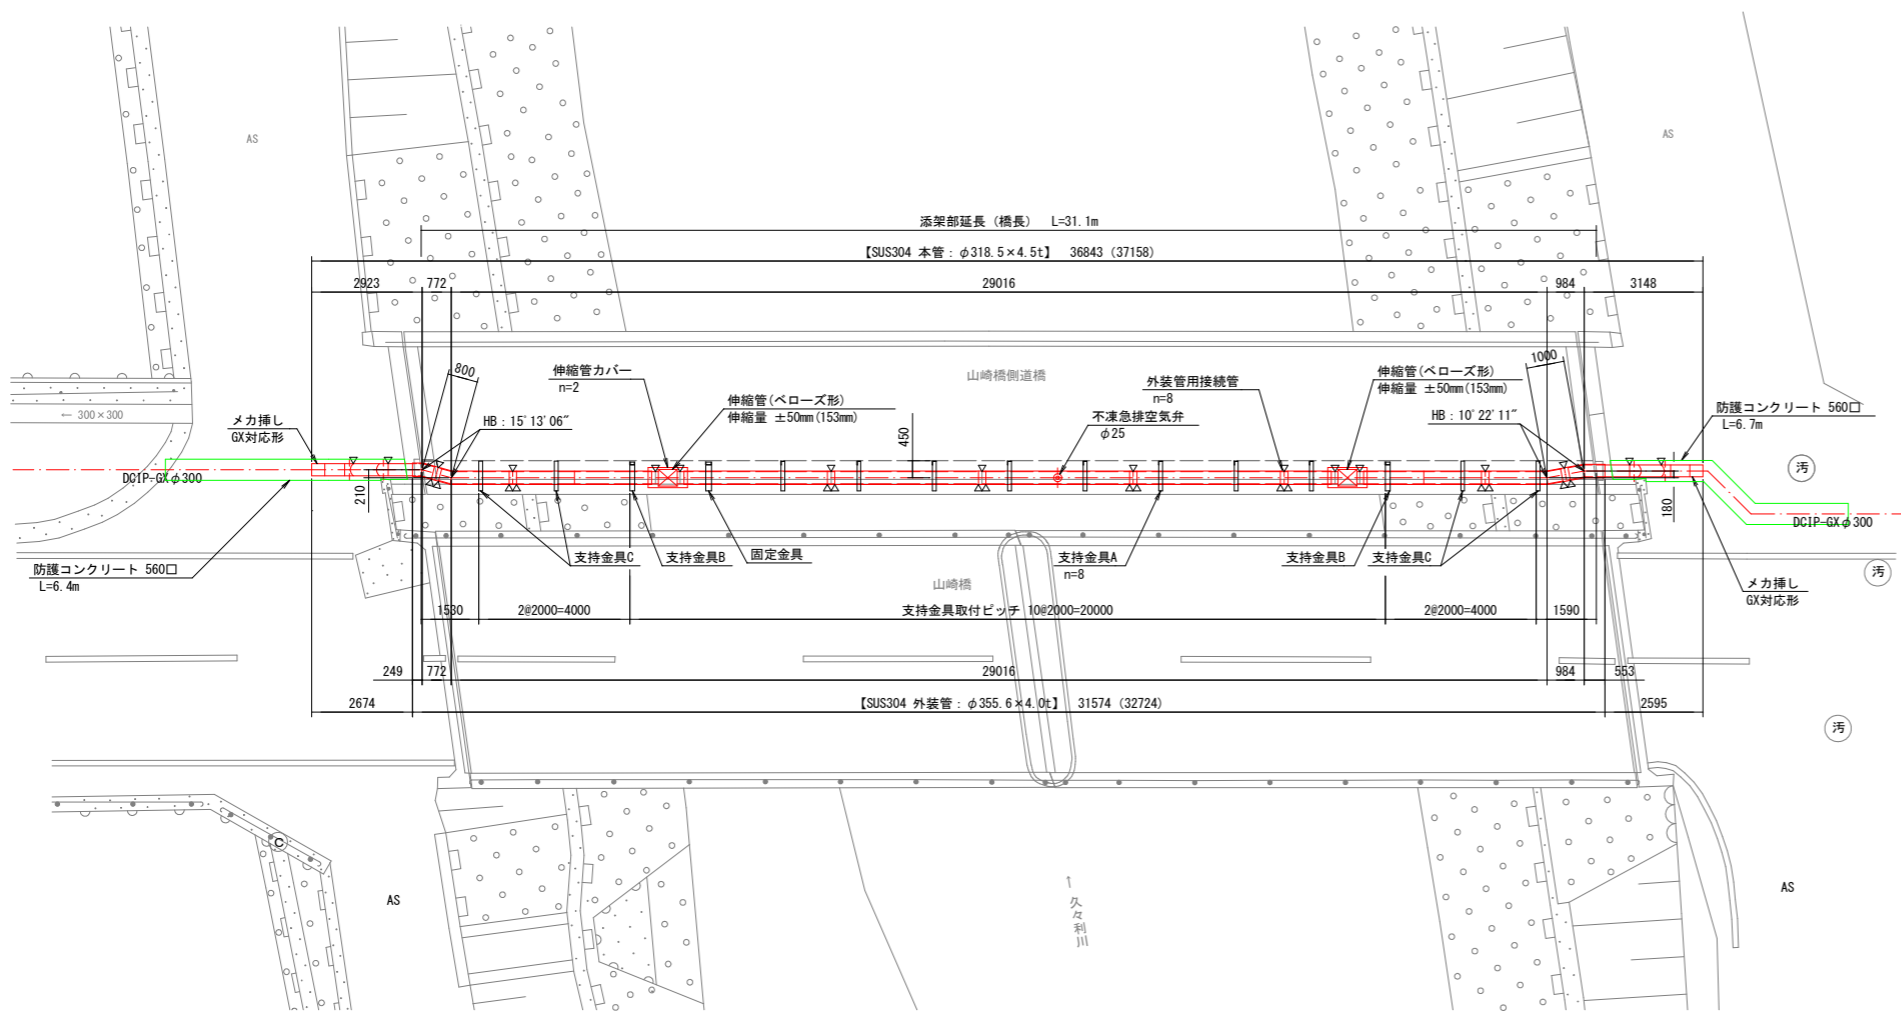 AS
AS
添架部延長（橋長） L=31.1m
【SUS304 本管：φ318.5×4.5t】 36843 (37158)
2923
772
29016
984
3148
800
1000
山崎橋側道橋
伸縮管カバー
n=2
伸縮管(ベローズ形)
伸縮量 ±50mm(153mm)
外装管用接続管
n=8
伸縮管(ベローズ形)
伸縮量 ±50mm(153mm)
← 300×300
メカ挿し
GX対応形
HB：15°13'06"
不凍急排空気弁
φ25
HB：10°22'11"
防護コンクリート 560口
L=6.7m
450
汚
DCIP-GXφ300
210
180
DCIP-GXφ300
支持金具C
支持金具B
固定金具
支持金具A
n=8
支持金具B
支持金具C
防護コンクリート 560口
L=6.4m
山崎橋
汚
メカ挿し
GX対応形
1530
2@2000=4000
支持金具取付ピッチ 10@2000=20000
2@2000=4000
1590
249
772
29016
984
553
2674
【SUS304 外装管：φ355.6×4.0t】 31574 (32724)
2595
汚
C
AS
← 久々利川
AS